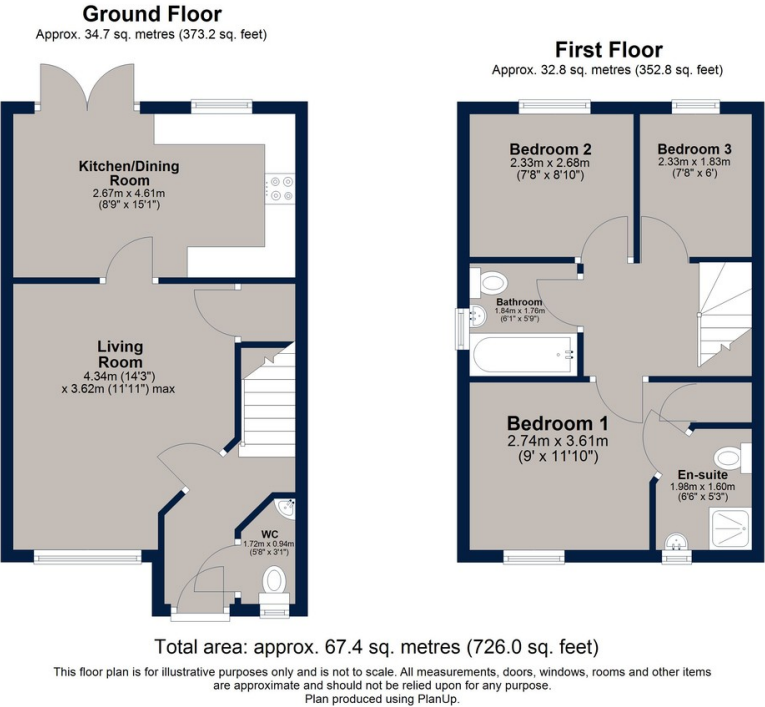 Ground Floor
Approx. 34.7 sq. metres (373.2 sq. feet)
Kitchen/Dining
Room
2.67m x 4.61m
(8'9" x 15'1")
Living
Room
4.34m (14'3")
x 3.62m (11'11") max
WC
1.72m x 0.94m
(5'8" x 3'1")
First Floor
Approx. 32.8 sq. metres (352.8 sq. feet)
Bedroom 2
2.33m x 2.68m
(7'8" x 8'10")
Bedroom 3
2.33m x 1.83m
(7'8" x 6')
Bathroom
1.84m x 1.76m
(6'1" x 5'9")
Bedroom 1
2.74m x 3.61m
(9' x 11'10")
En-suite
1.98m x 1.60m
(6'6" x 5'3")
Total area: approx. 67.4 sq. metres (726.0 sq. feet)
This floor plan is for illustrative purposes only and is not to scale. All measurements, doors, windows, rooms and other items
are approximate and should not be relied upon for any purpose.
Plan produced using PlanUp.